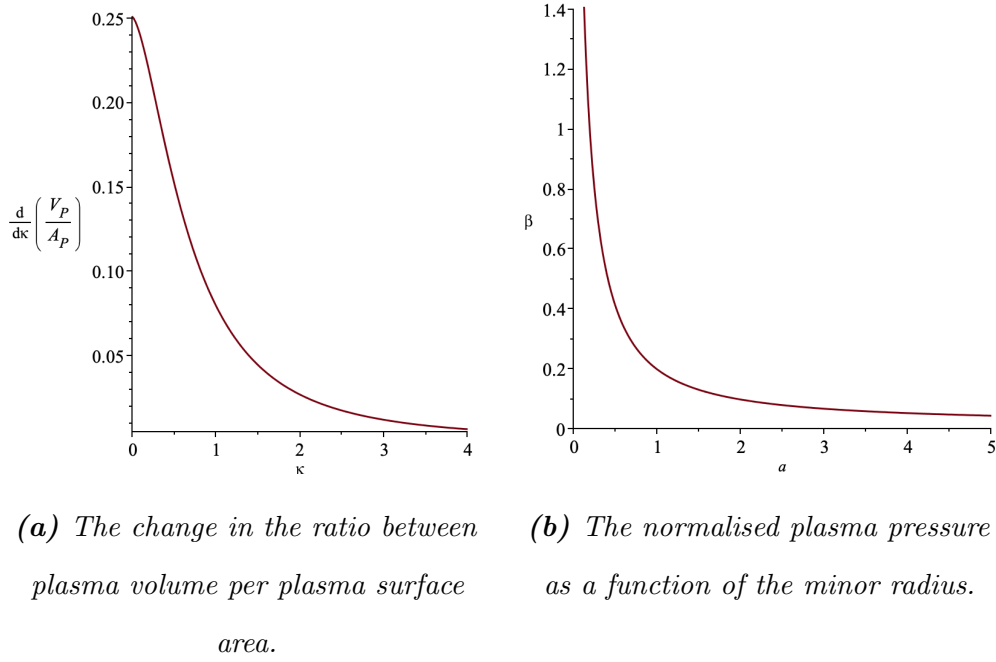 0.25
0.20
0.15
0.10
0.05
d/dκ (V_P/A_P)
0 1 2 3 4
κ
1.4
1.2
1
0.8
0.6
0.4
0.2
0
β
0 1 2 3 4 5
a
(a) The change in the ratio between
plasma volume per plasma surface
area.
(b) The normalised plasma pressure
as a function of the minor radius.